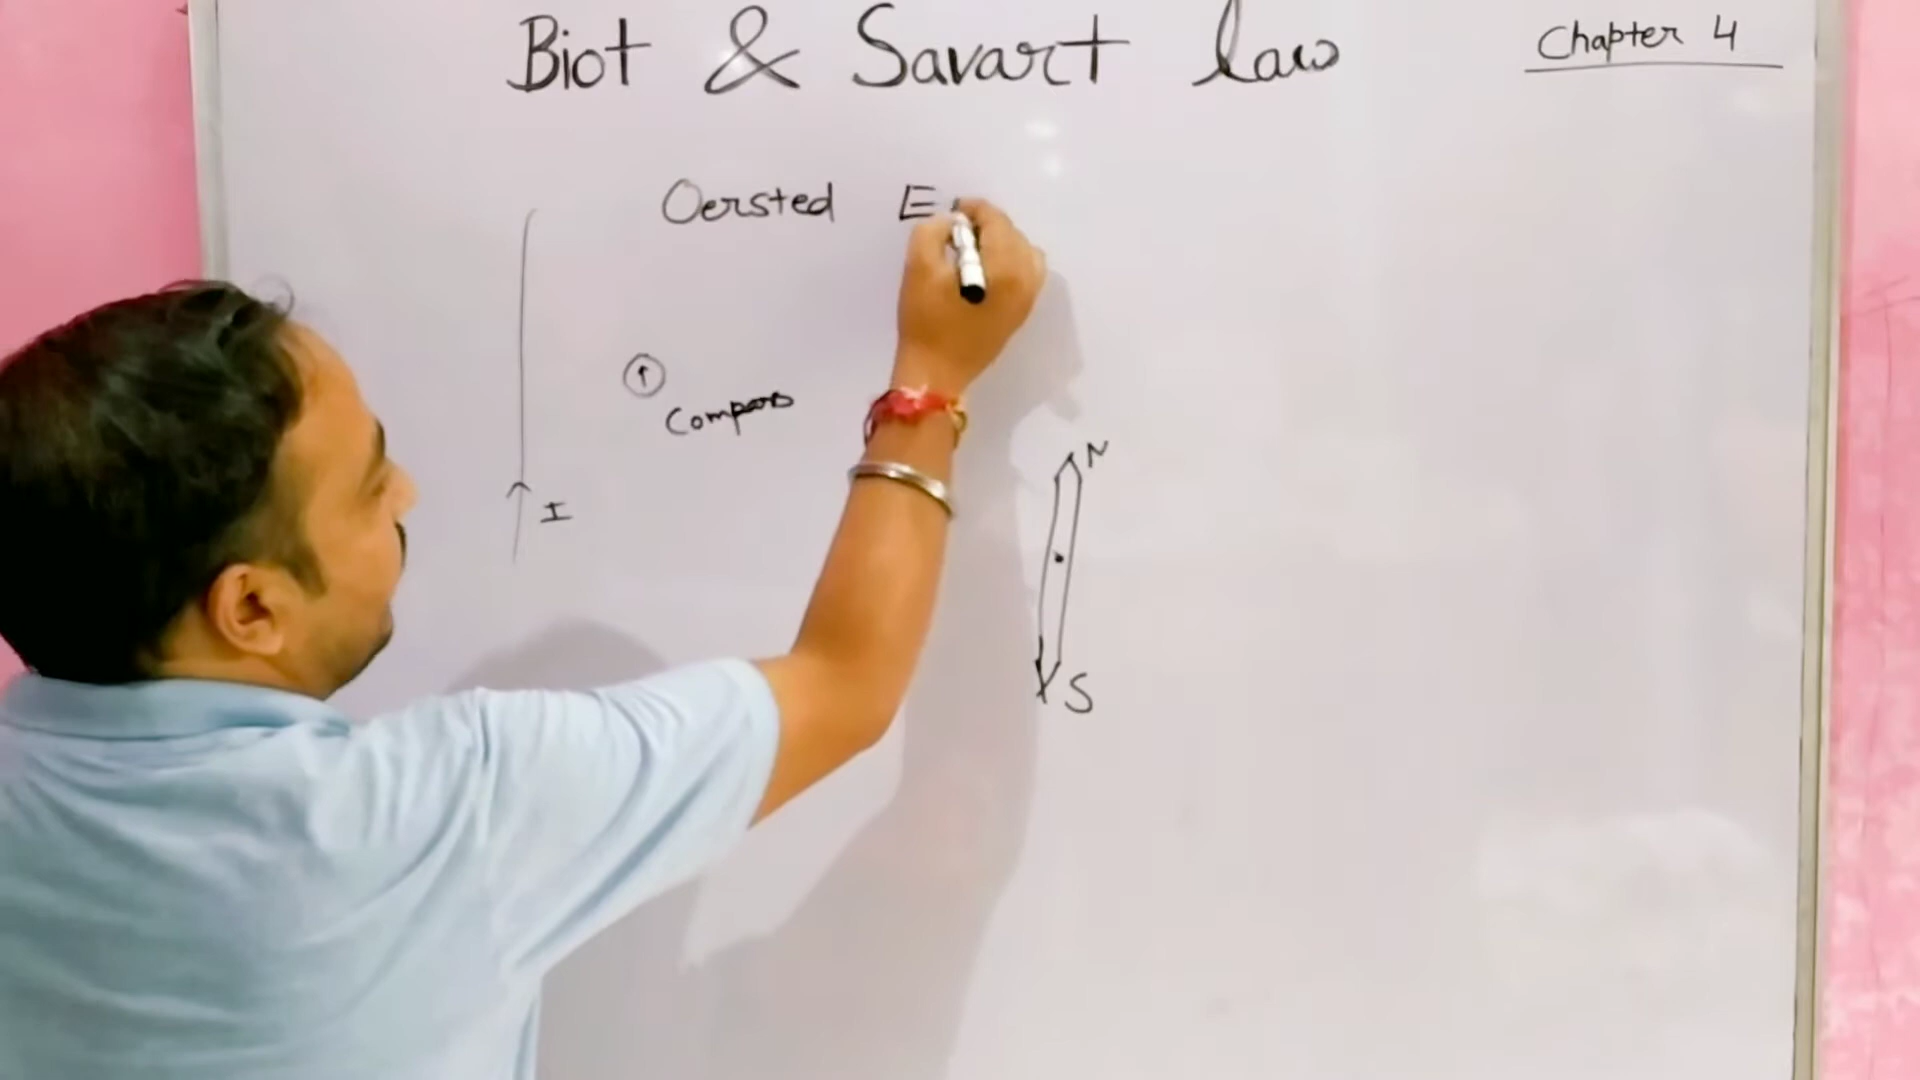 Biot & Savart law
Chapter 4
Oersted E
Compass
I
N
S